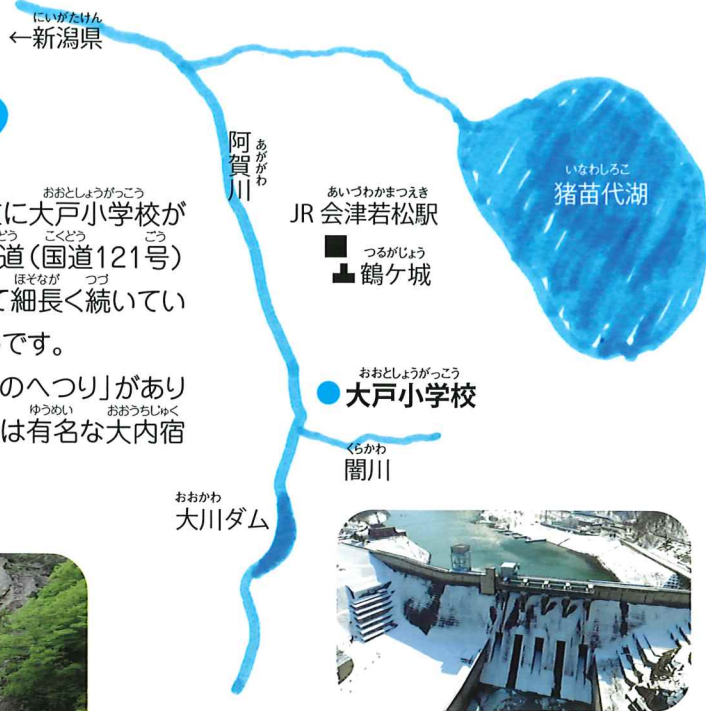 ←新潟県
にいがたけん
阿賀川
あががわ
猪苗代湖
いなわしろこ
JR 会津若松駅
あいづわかまつえき
鶴ケ城
つるがじょう
大戸小学校
おおとしょうがっこう
闇川
くらかわ
大川ダム
おおかわ
に大戸小学校が
おおとしょうがっこう
道(国道121号)
どう こくどう ごう
て細長く続いてい
ほそなが つづ
です。
のへつり」があり
は有名な大内宿
ゆうめい おおうちじゅく